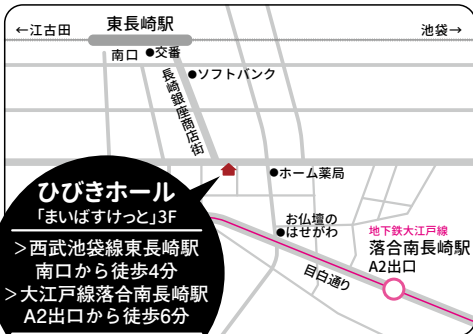 ←江古田
東長崎駅
池袋→
南口
●交番
●ソフトバンク
長崎銀座商店街
●ホーム薬局
ひびきホール
「まいばすけっと」3F
＞西武池袋線東長崎駅
南口から徒歩4分
＞大江戸線落合南長崎駅
A2出口から徒歩6分
お仏壇の
●はせがわ
目白通り
地下鉄大江戸線
落合南長崎駅
A2出口